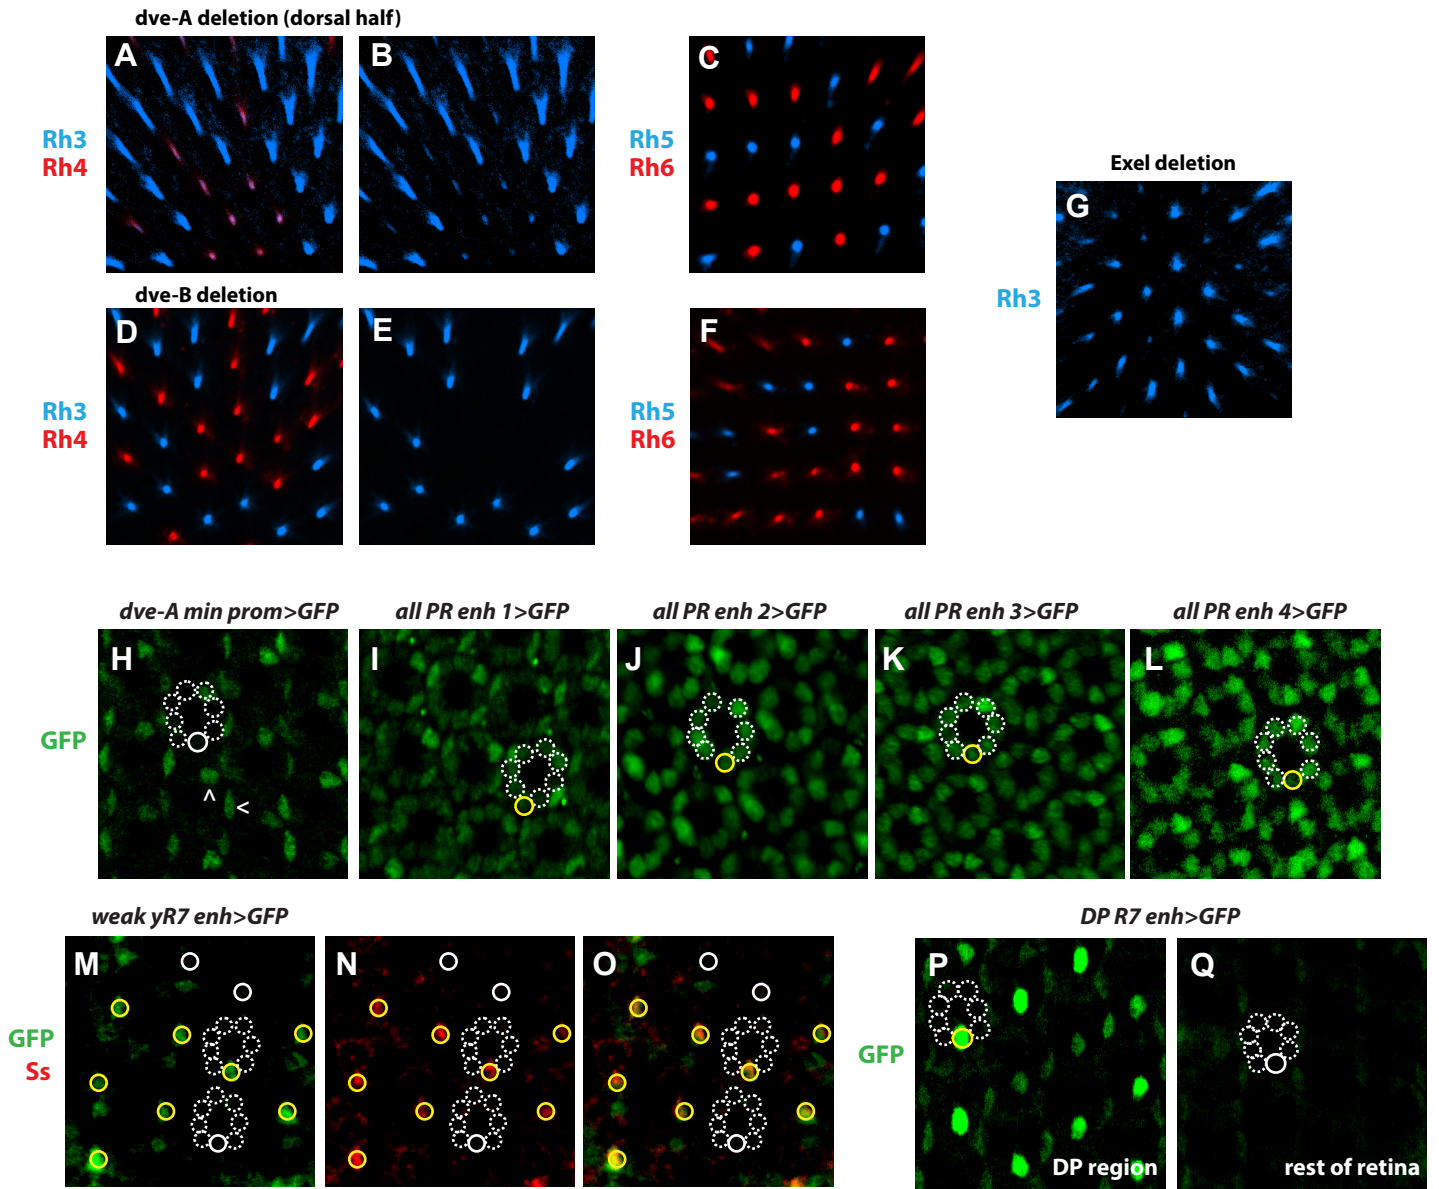 dve-A deletion (dorsal half)
A
B
C
Rh3
Rh4
Rh5
Rh6
Exel deletion
G
Rh3
dve-B deletion
D
E
F
Rh3
Rh4
Rh5
Rh6
dve-A min prom>GFP
all PR enh 1>GFP
all PR enh 2>GFP
all PR enh 3>GFP
all PR enh 4>GFP
H
I
J
K
L
GFP
^
<
weak yR7 enh>GFP
DP R7 enh>GFP
M
N
O
P
Q
GFP
Ss
GFP
DP region
rest of retina